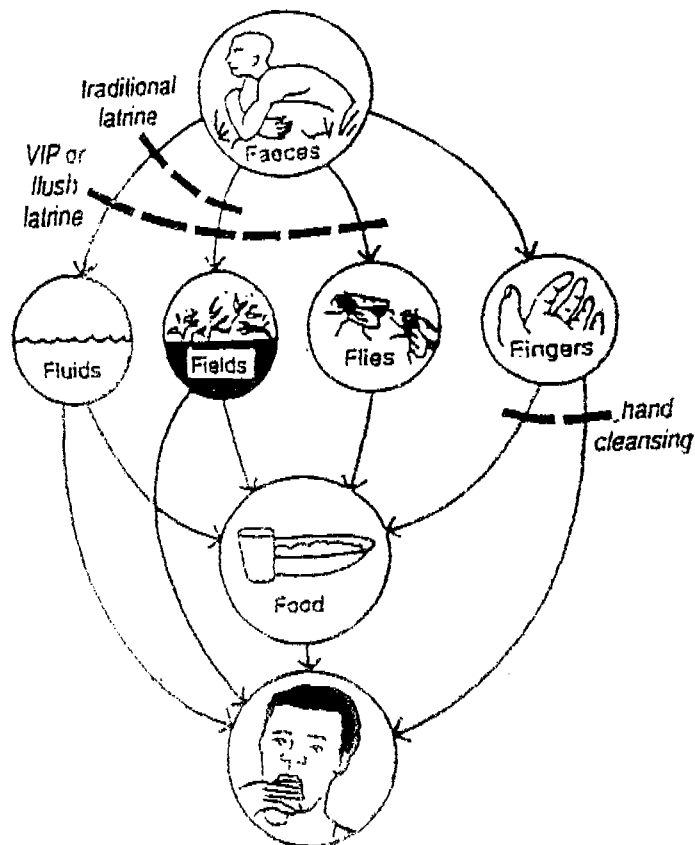 traditional
latrine
Faeces
VIP or
flush
latrine
Fluids
Fields
Flies
Fingers
hand
cleansing
Food